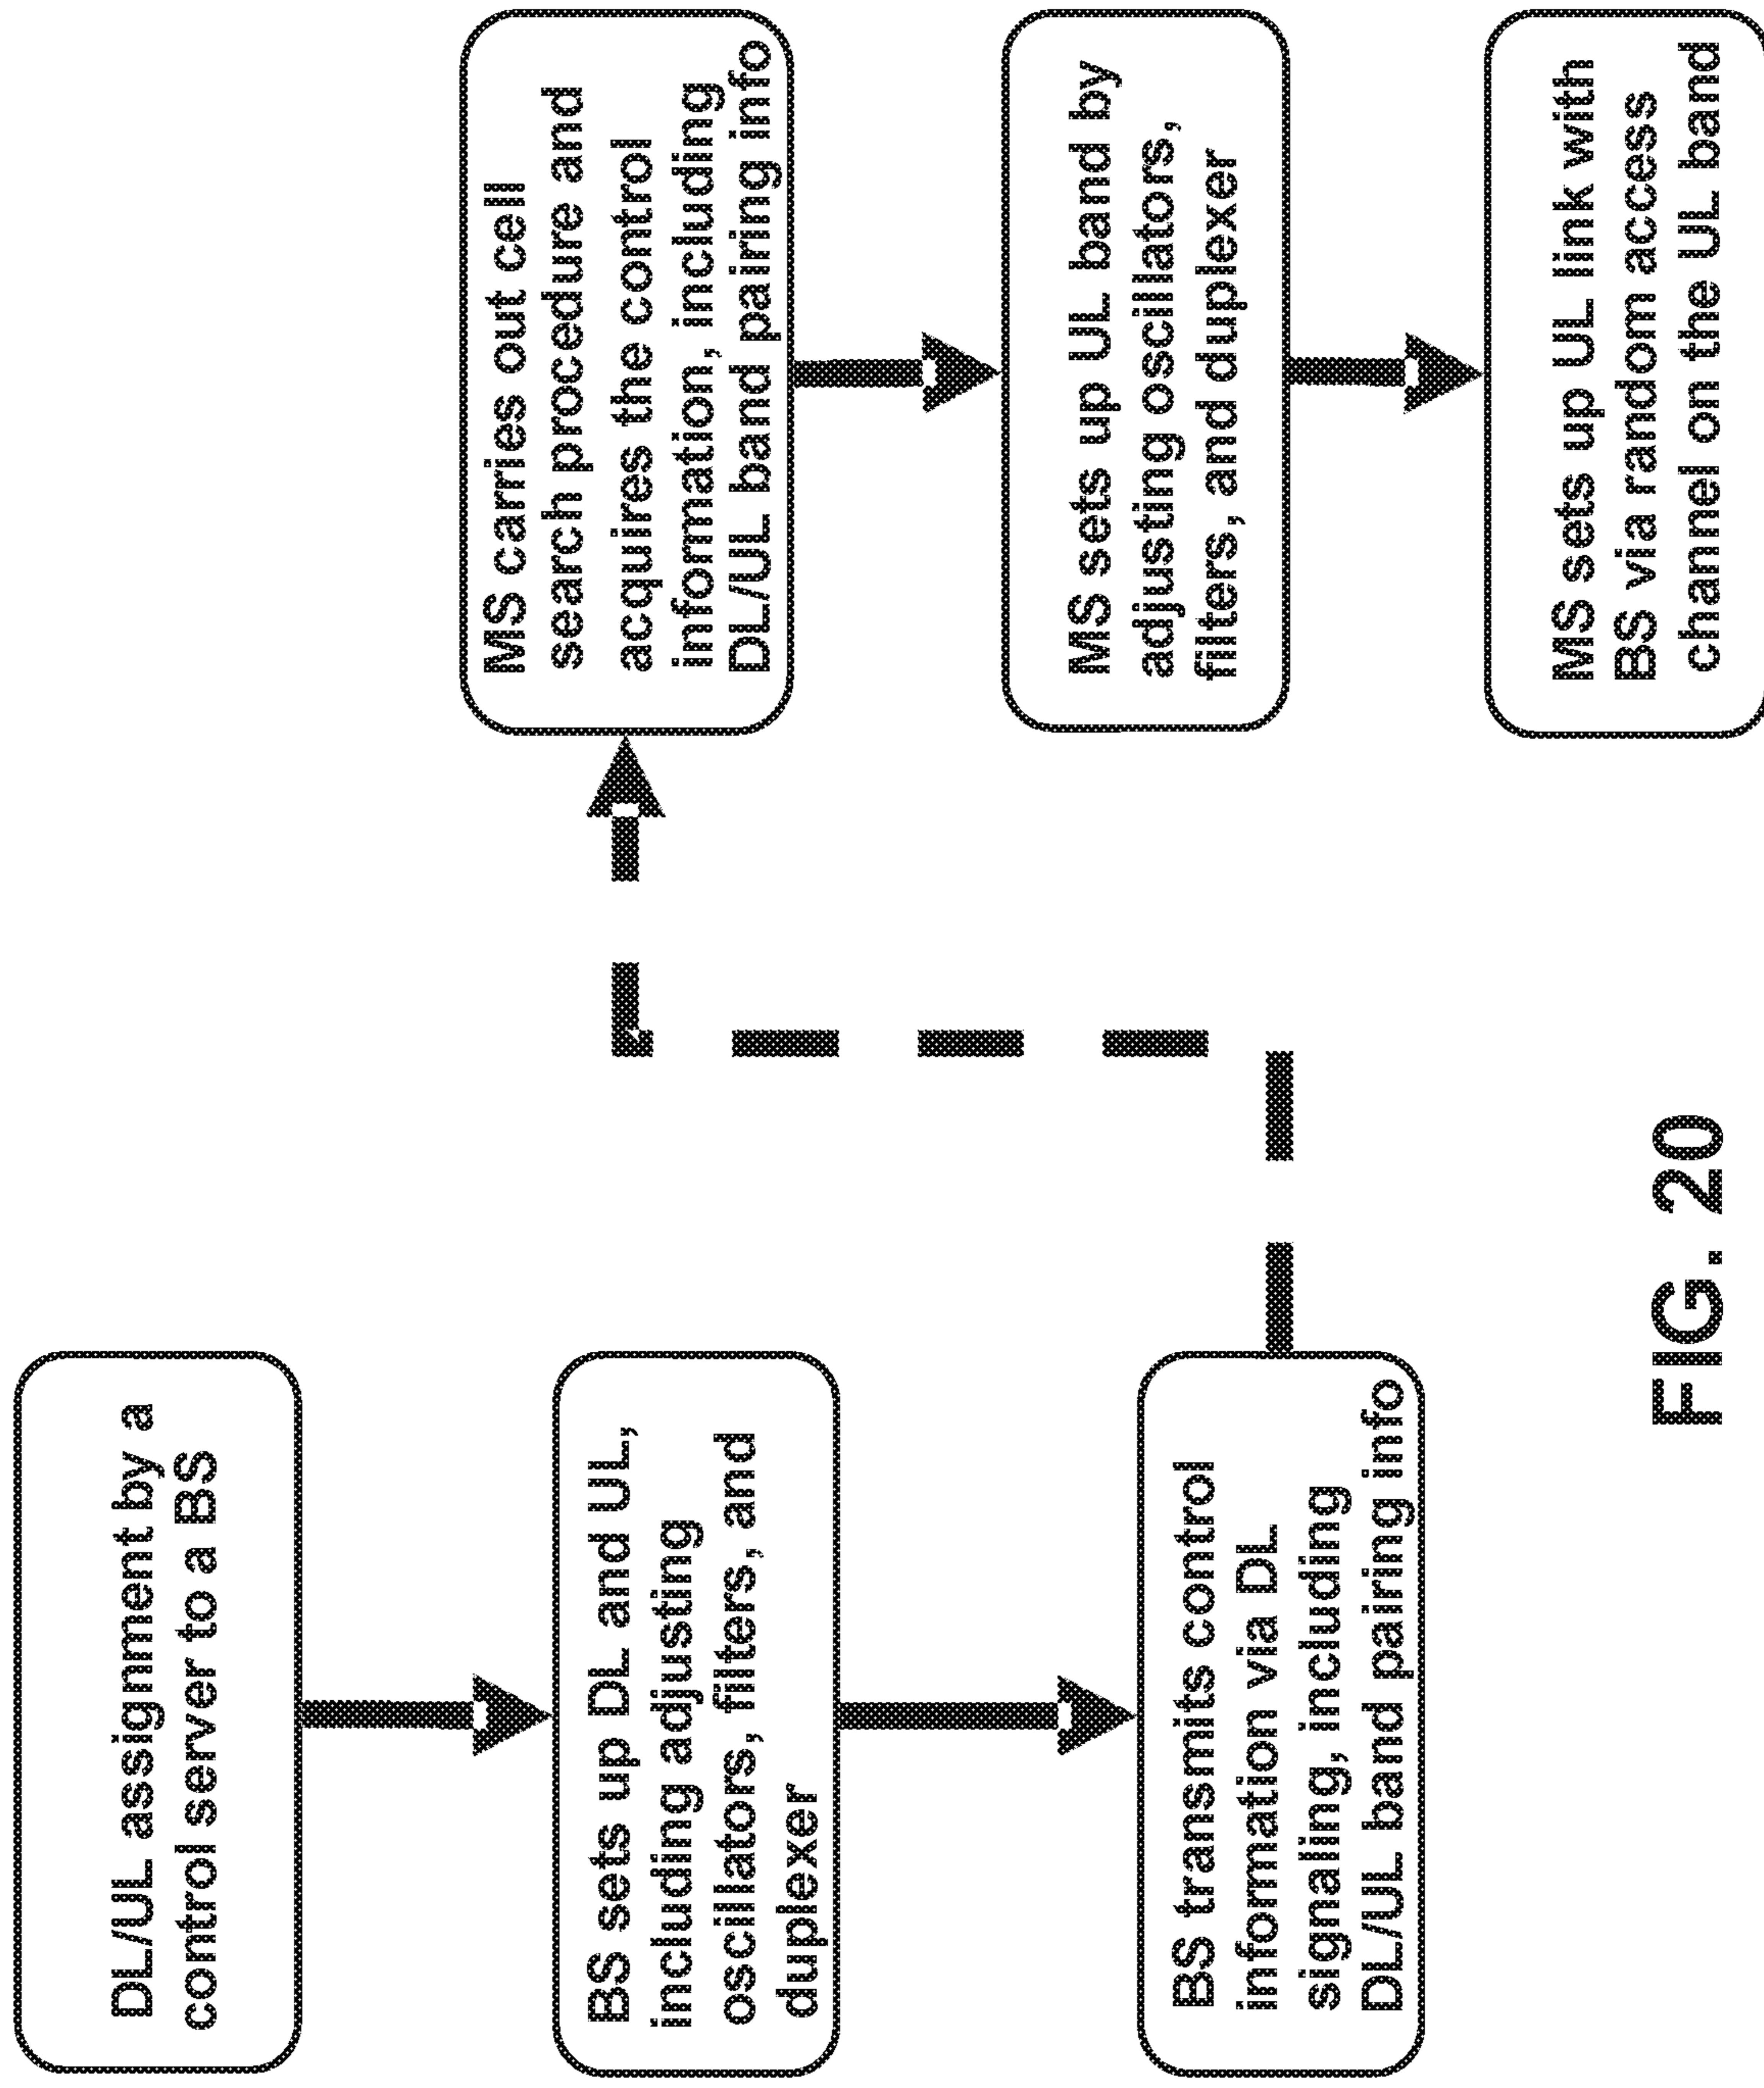 DL/UL assignment by a
control server to a BS
BS sets up DL and UL,
including adjusting
oscillators, filters, and
duplexer
BS transmits control
information via DL
signaling, including
DL/UL band pairing info
MS carries out cell
search procedure and
acquires the control
information, including
DL/UL band pairing info
MS sets up UL band by
adjusting oscillators,
filters, and duplexer
MS sets up UL link with
BS via random access
channel on the UL band
FIG. 20